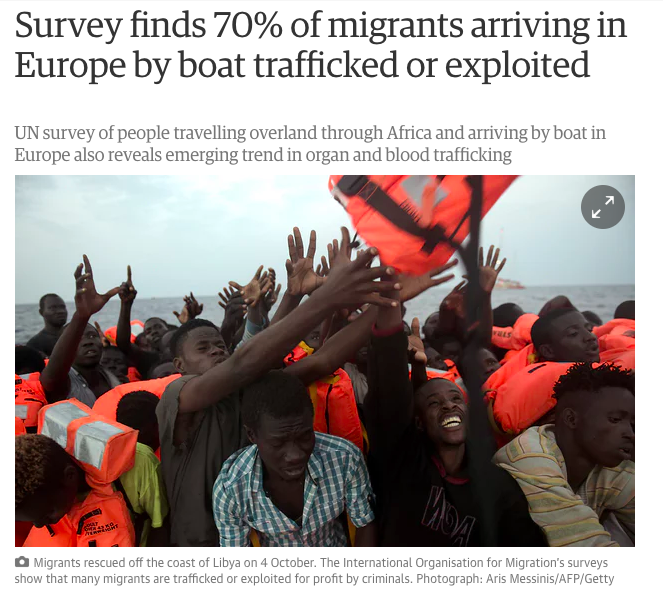 Survey finds 70% of migrants arriving in
Europe by boat trafficked or exploited
UN survey of people travelling overland through Africa and arriving by boat in
Europe also reveals emerging trend in organ and blood trafficking
Migrants rescued off the coast of Libya on 4 October. The International Organisation for Migration's surveys
show that many migrants are trafficked or exploited for profit by criminals. Photograph: Aris Messinis/AFP/Getty